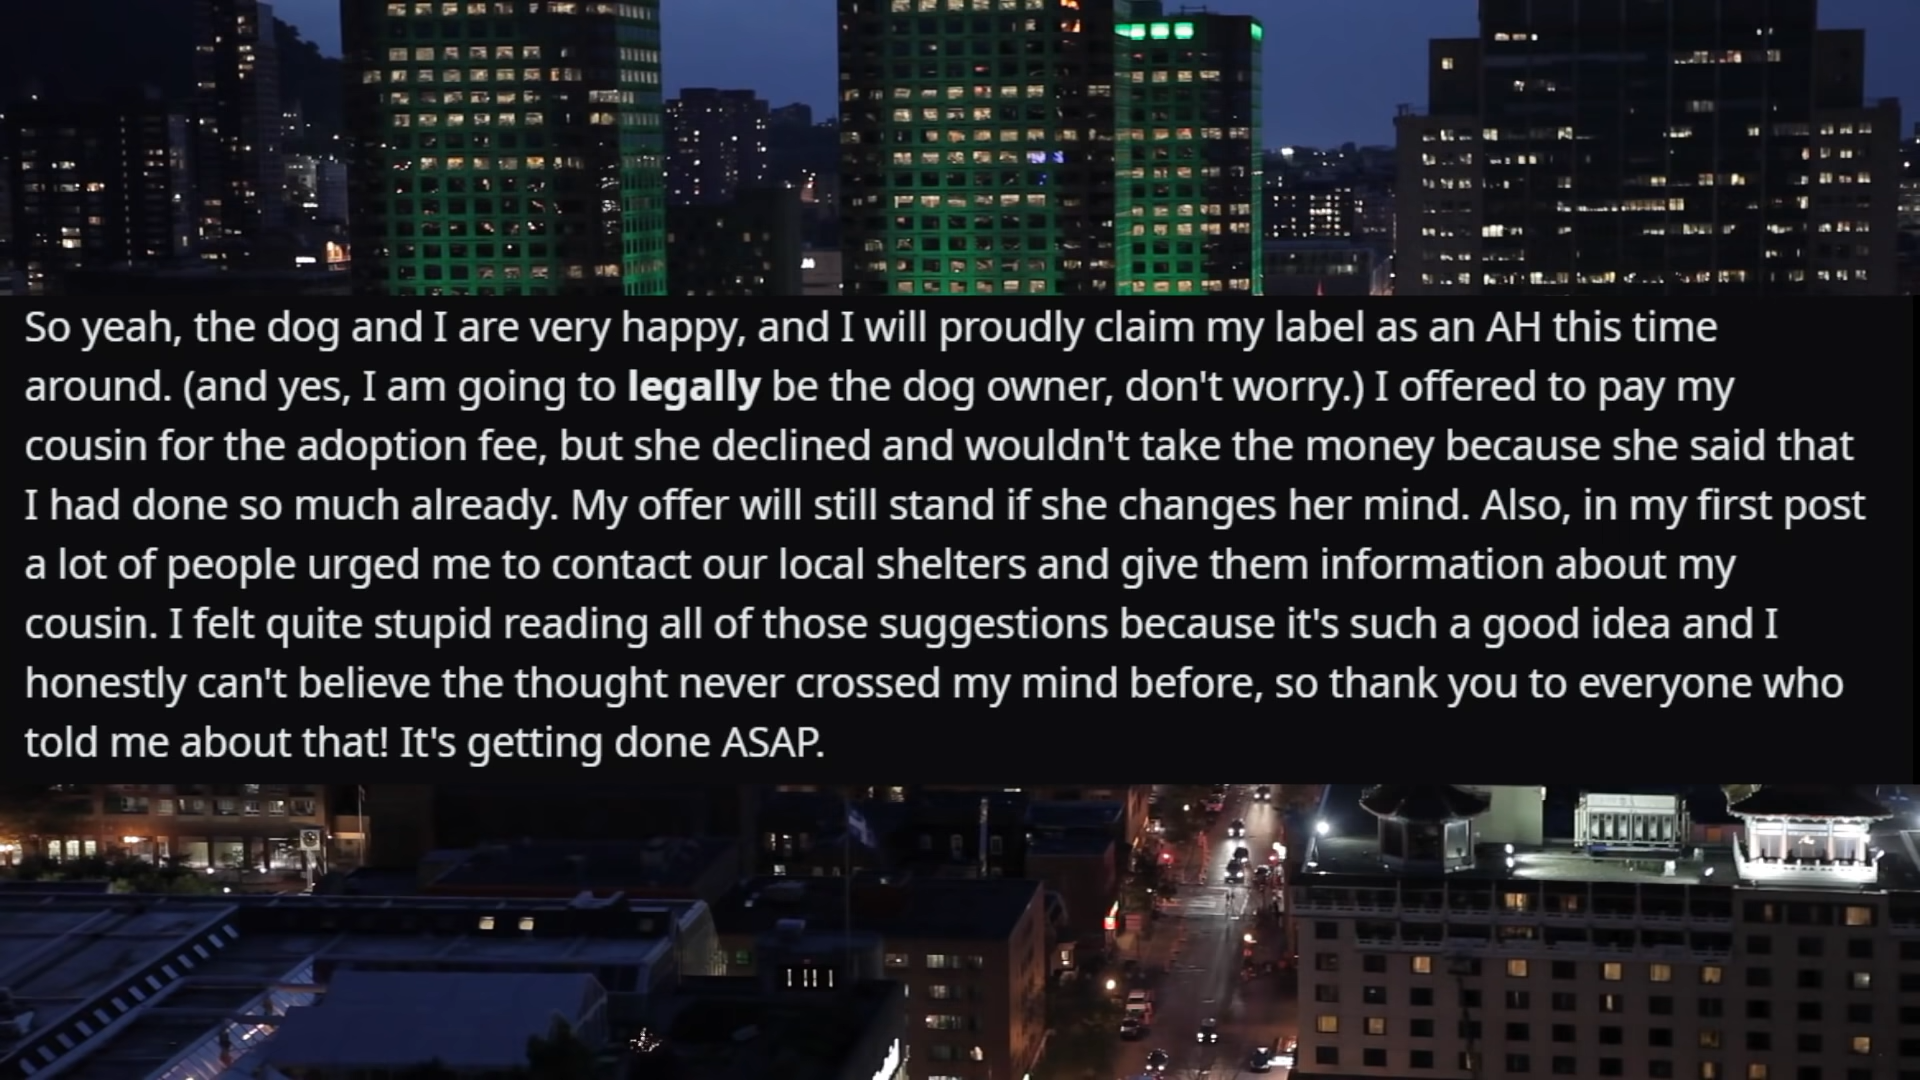 So yeah, the dog and I are very happy, and I will proudly claim my label as an AH this time
around. (and yes, I am going to legally be the dog owner, don't worry.) I offered to pay my
cousin for the adoption fee, but she declined and wouldn't take the money because she said that
I had done so much already. My offer will still stand if she changes her mind. Also, in my first post
a lot of people urged me to contact our local shelters and give them information about my
cousin. I felt quite stupid reading all of those suggestions because it's such a good idea and I
honestly can't believe the thought never crossed my mind before, so thank you to everyone who
told me about that! It's getting done ASAP.